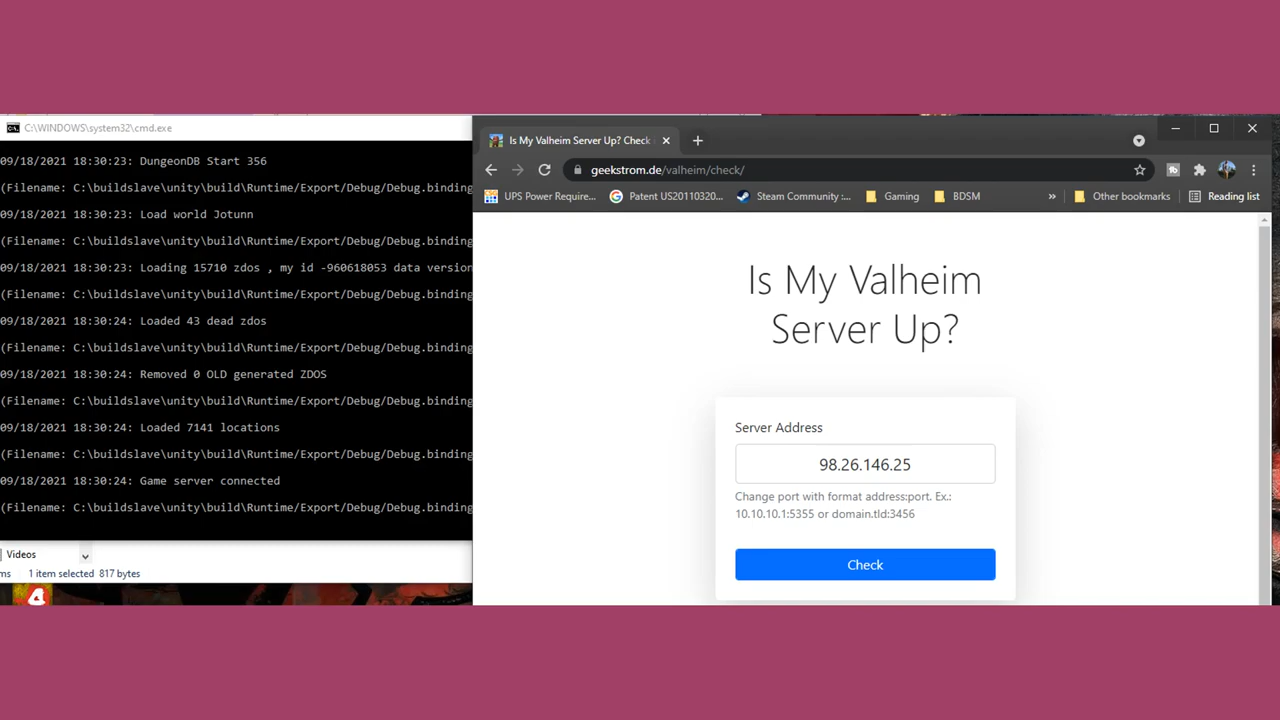 C:\WINDOWS\system32\cmd.exe
09/18/2021 18:30:23: DungeonDB Start 356
(Filename: C:\buildslave\unity\build\Runtime/Export/Debug/Debug.binding
09/18/2021 18:30:23: Load world Jotunn
(Filename: C:\buildslave\unity\build\Runtime/Export/Debug/Debug.binding
09/18/2021 18:30:23: Loading 15710 zdos , my id -960618053 data version
(Filename: C:\buildslave\unity\build\Runtime/Export/Debug/Debug.binding
09/18/2021 18:30:24: Loaded 43 dead zdos
(Filename: C:\buildslave\unity\build\Runtime/Export/Debug/Debug.binding
09/18/2021 18:30:24: Removed 0 OLD generated ZDOS
(Filename: C:\buildslave\unity\build\Runtime/Export/Debug/Debug.binding
09/18/2021 18:30:24: Loaded 7141 locations
(Filename: C:\buildslave\unity\build\Runtime/Export/Debug/Debug.binding
09/18/2021 18:30:24: Game server connected
(Filename: C:\buildslave\unity\build\Runtime/Export/Debug/Debug.binding
Videos
ms 1 item selected 817 bytes
Is My Valheim Server Up? Check
geekstrom.de/valheim/check/
UPS Power Require... Patent US20110320... Steam Community :... Gaming BDSM » Other bookmarks Reading list
Is My Valheim
Server Up?
Server Address
98.26.146.25
Change port with format address:port. Ex.:
10.10.10.1:5355 or domain.tld:3456
Check